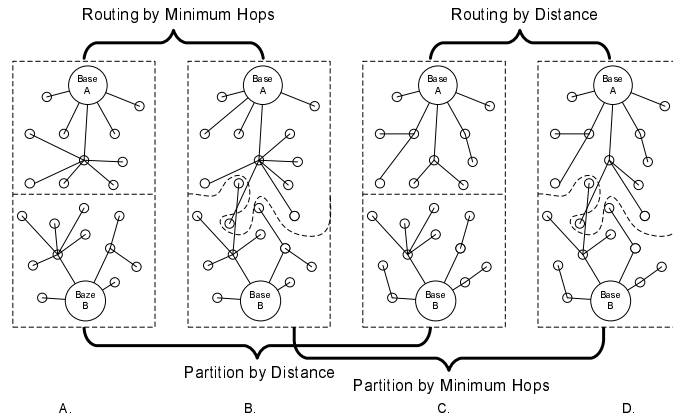 Routing by Minimum Hops
Routing by Distance
Base
A
Base
A
Base
A
Base
A
Baze
B
Base
B
Base
B
Base
B
Partition by Distance
Partition by Minimum Hops
A.
B.
C.
D.